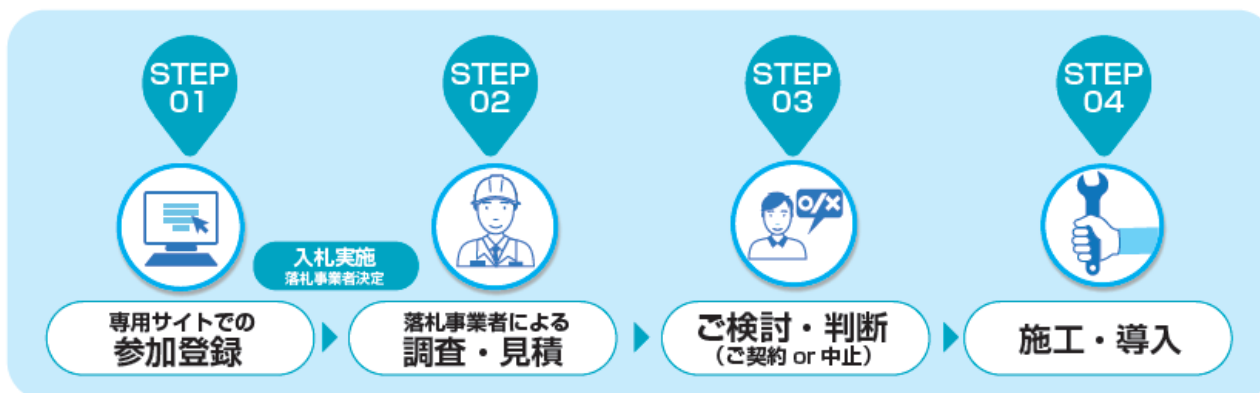 STEP
01
STEP
02
STEP
03
STEP
04
O/X
入札実施
落札事業者決定
専用サイトでの
参加登録
落札事業者による
調査・見積
ご検討・判断
(ご契約 or 中止)
施工・導入